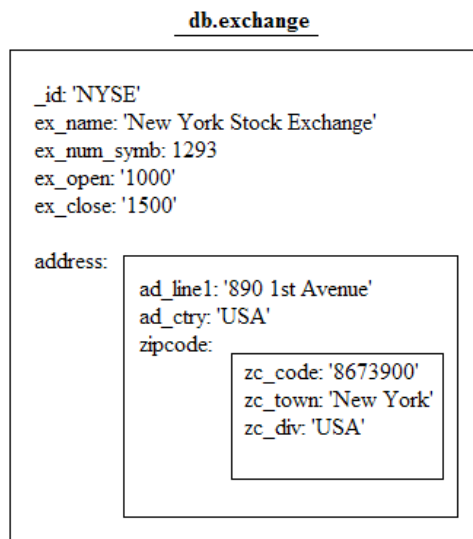 db.exchange
_id: 'NYSE'
ex_name: 'New York Stock Exchange'
ex_num_symb: 1293
ex_open: '1000'
ex_close: '1500'
address:
ad_line1: '890 1st Avenue'
ad_ctry: 'USA'
zipcode:
zc_code: '8673900'
zc_town: 'New York'
zc_div: 'USA'